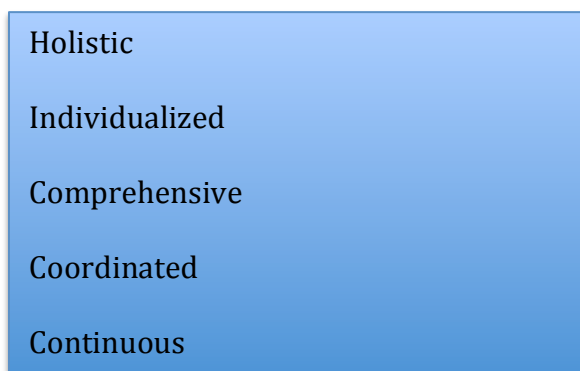 Holistic
Individualized
Comprehensive
Coordinated
Continuous